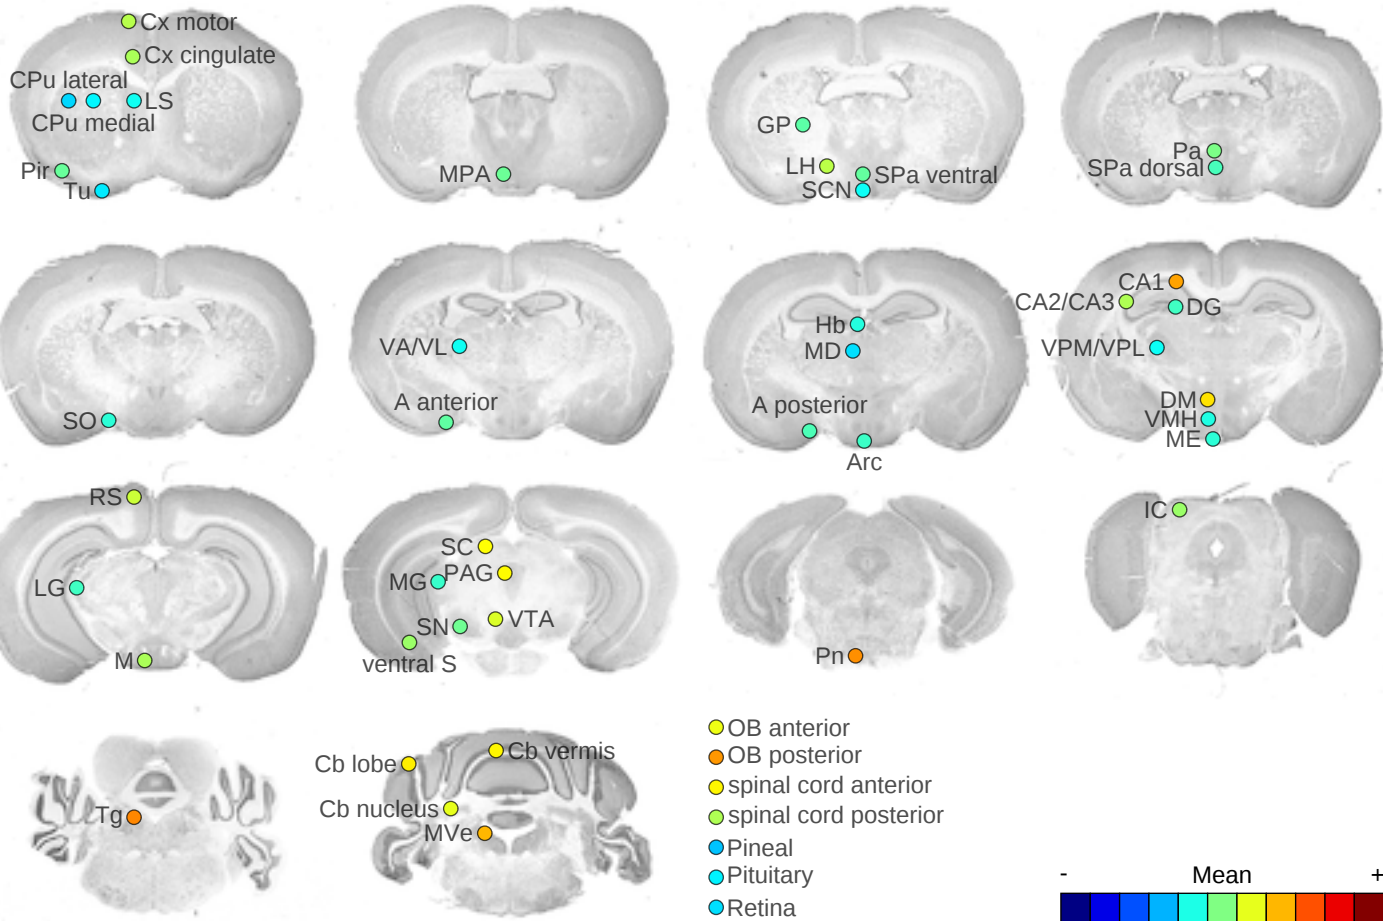 Cx motor
Cx cingulate
CPu lateral
LS
CPu medial
Pir
Tu
MPA
GP
LH
SPa ventral
SCN
Pa
SPa dorsal
SO
VA/VL
A anterior
Hb
MD
A posterior
Arc
CA1
CA2/CA3
DG
VPM/VPL
DM
VMH
ME
RS
LG
M
SC
PAG
MG
VTA
SN
ventral S
Pn
IC
Tg
Cb lobe
Cb vermis
Cb nucleus
MVe
OB anterior
OB posterior
spinal cord anterior
spinal cord posterior
Pineal
Pituitary
Retina
- Mean +